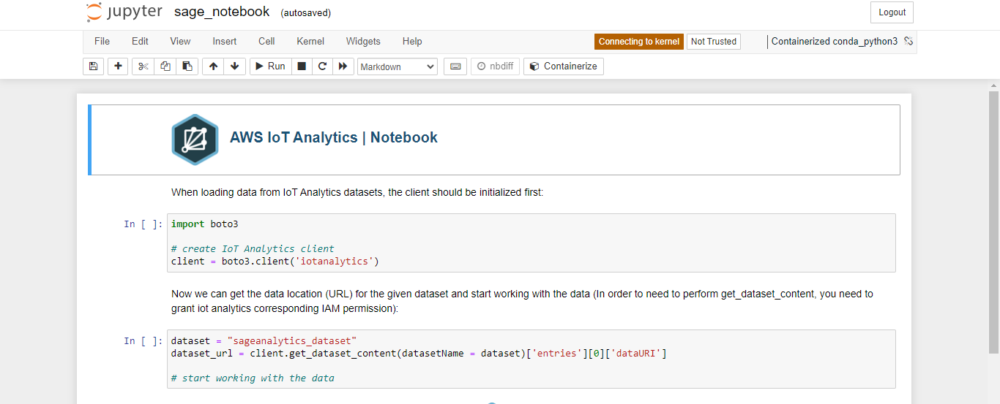 jupyter sage_notebook (autosaved) Logout
File Edit View Insert Cell Kernel Widgets Help Connecting to kernel Not Trusted Containerized conda_python3
Run Markdown nbdiff Containerize
AWS IoT Analytics | Notebook
When loading data from IoT Analytics datasets, the client should be initialized first:
In [ ]: import boto3
# create IoT Analytics client
client = boto3.client('iotanalytics')
Now we can get the data location (URL) for the given dataset and start working with the data (In order to need to perform get_dataset_content, you need to
grant iot analytics corresponding IAM permission):
In [ ]: dataset = "sageanalytics_dataset"
dataset_url = client.get_dataset_content(datasetName = dataset)['entries'][0]['dataURI']
# start working with the data